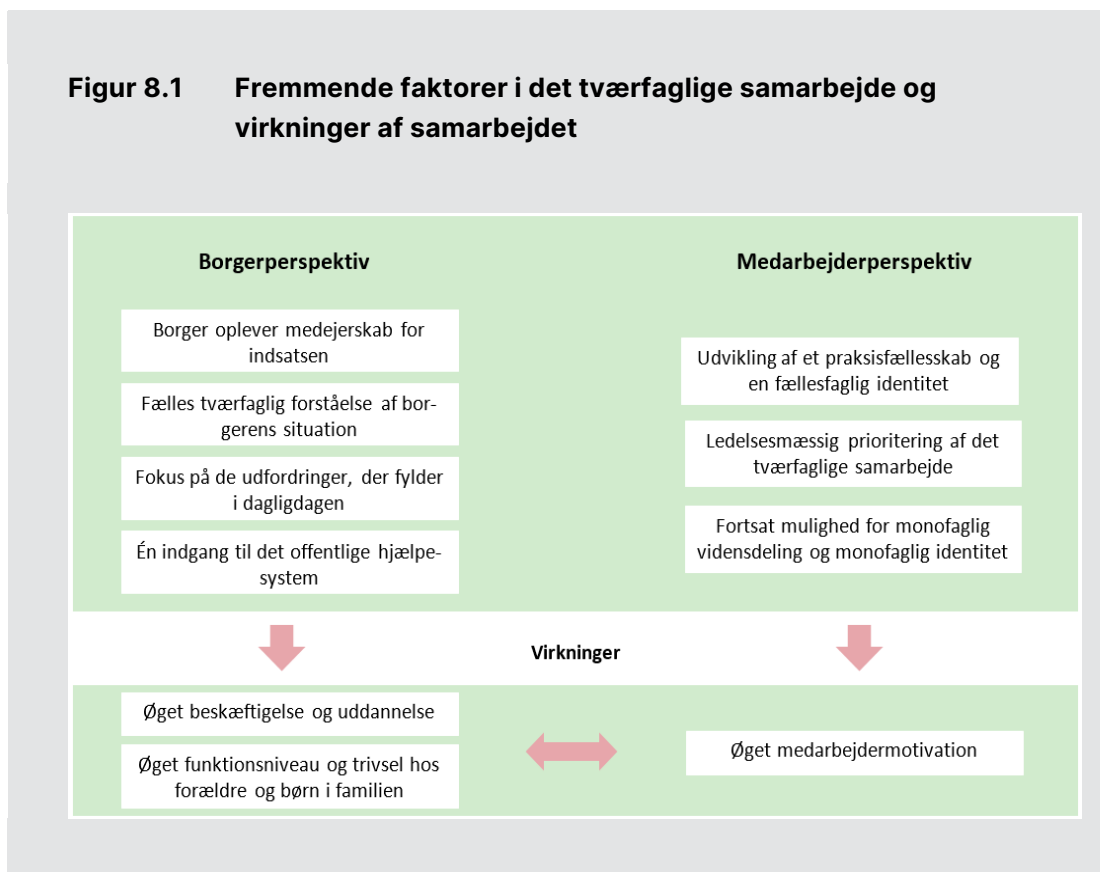 Figur 8.1 Fremmende faktorer i det tværfaglige samarbejde og
virkninger af samarbejdet
Borgerperspektiv
Borger oplever medejerskab for
indsatsen
Fælles tværfaglig forståelse af bor-
gerens situation
Fokus på de udfordringer, der fylder
i dagligdagen
Én indgang til det offentlige hjælpe-
system
Medarbejderperspektiv
Udvikling af et praksisfællesskab og
en fællesfaglig identitet
Ledelsesmæssig prioritering af det
tværfaglige samarbejde
Fortsat mulighed for monofaglig
vidensdeling og monofaglig identitet
Virkninger
Øget beskæftigelse og uddannelse
Øget funktionsniveau og trivsel hos
forældre og børn i familien
Øget medarbejdermotivation